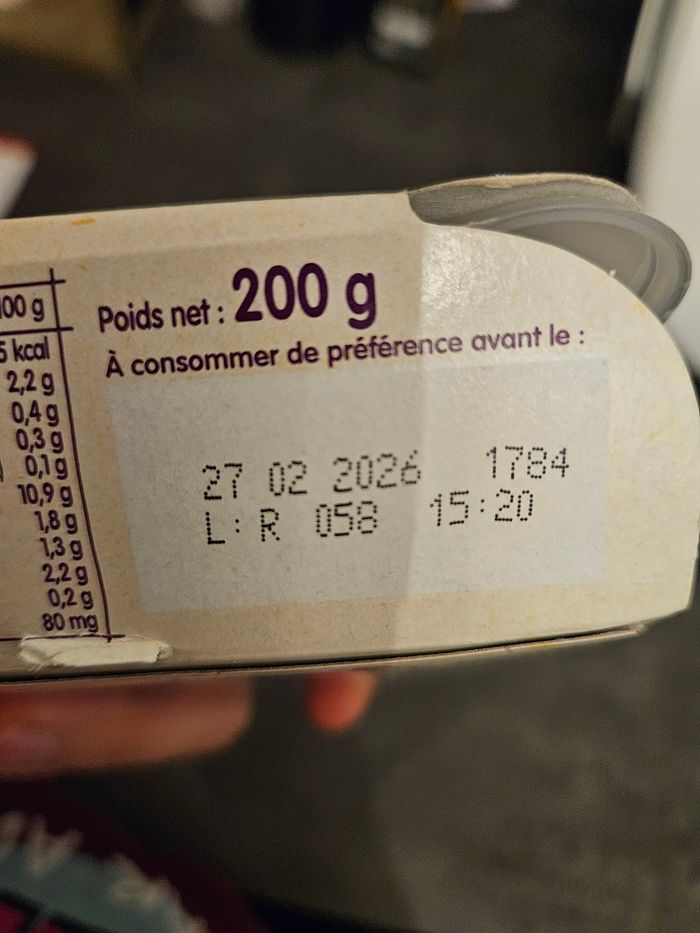 00 g
5 kcal
2,2 g
0,4 g
0,3 g
0,1 g
10,9 g
1,8 g
1,3 g
2,2 g
0,2 g
80 mg
Poids net : 200 g
À consommer de préférence avant le :
27 02 2026 1784
L: R 058 15:20